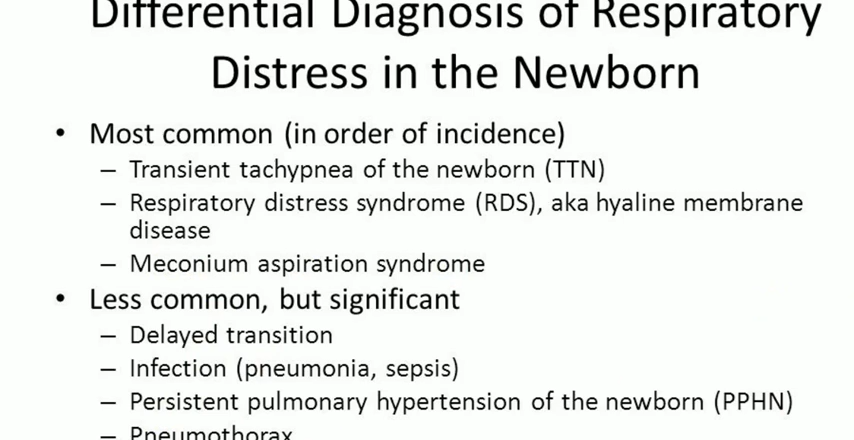 Differential Diagnosis of Respiratory
Distress in the Newborn
• Most common (in order of incidence)
– Transient tachypnea of the newborn (TTN)
– Respiratory distress syndrome (RDS), aka hyaline membrane
disease
– Meconium aspiration syndrome
• Less common, but significant
– Delayed transition
– Infection (pneumonia, sepsis)
– Persistent pulmonary hypertension of the newborn (PPHN)
– Pneumothorax